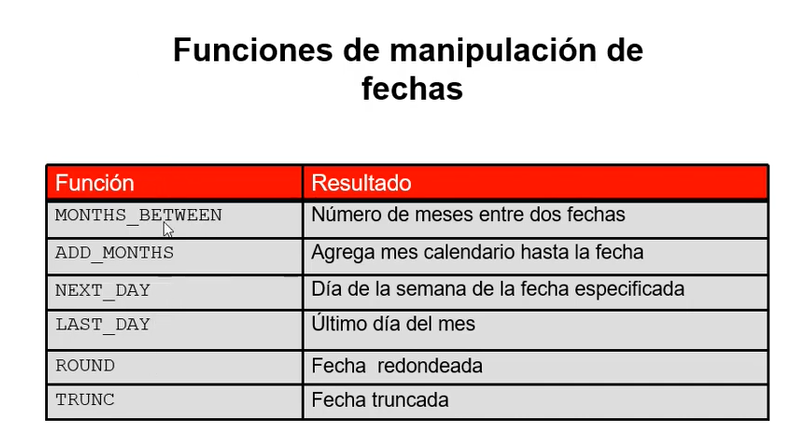 Funciones de manipulación de
fechas
Función Resultado
MONTHS_BETWEEN Número de meses entre dos fechas
ADD_MONTHS Agrega mes calendario hasta la fecha
NEXT_DAY Día de la semana de la fecha especificada
LAST_DAY Último día del mes
ROUND Fecha redondeada
TRUNC Fecha truncada